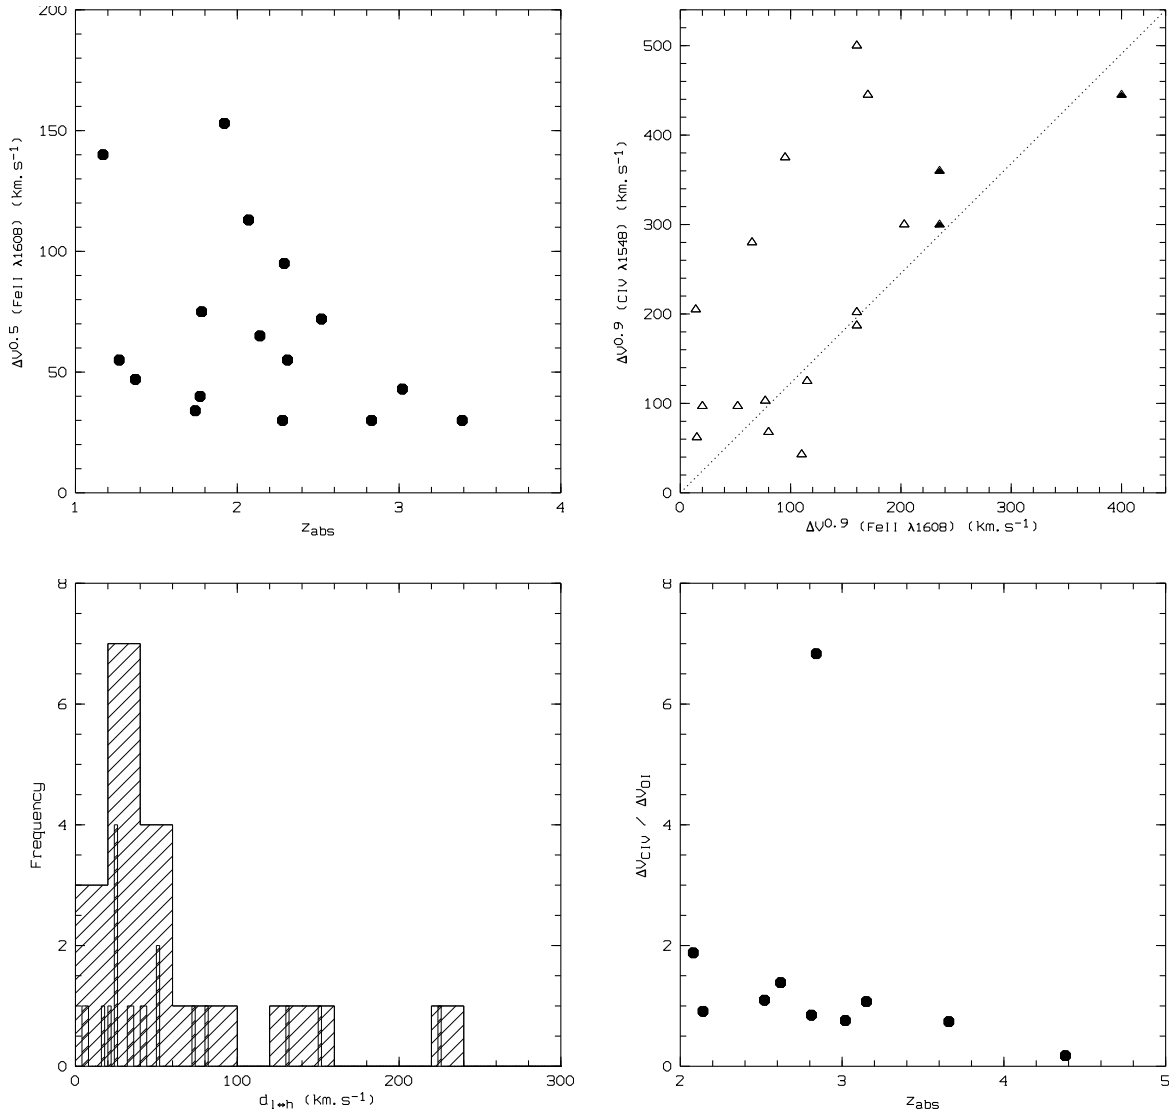 200
150
100
50
0
1 2 3 4
ΔV^0.5 (FeII λ1608) (km.s^-1)
z_abs
500
400
300
200
100
0
0 100 200 300 400
ΔV^0.9 (CIV λ1548) (km.s^-1)
ΔV^0.9 (FeII λ1608) (km.s^-1)
8
6
4
2
0
0 100 200 300
Frequency
d_l↔h (km.s^-1)
8
6
4
2
0
2 3 4 5
ΔV_CIV / ΔV_OI
z_abs